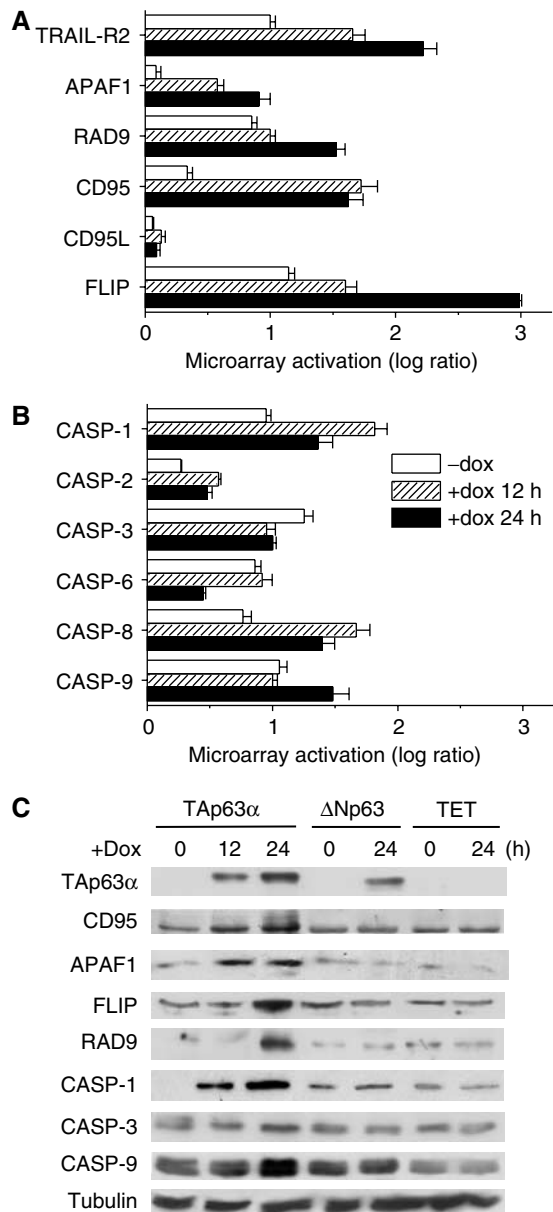 A
TRAIL-R2
APAF1
RAD9
CD95
CD95L
FLIP
0 1 2 3
Microarray activation (log ratio)
B
CASP-1
CASP-2
CASP-3
CASP-6
CASP-8
CASP-9
–dox
+dox 12 h
+dox 24 h
0 1 2 3
Microarray activation (log ratio)
C
TAp63α ΔNp63 TET
+Dox 0 12 24 0 24 0 24 (h)
TAp63α
CD95
APAF1
FLIP
RAD9
CASP-1
CASP-3
CASP-9
Tubulin